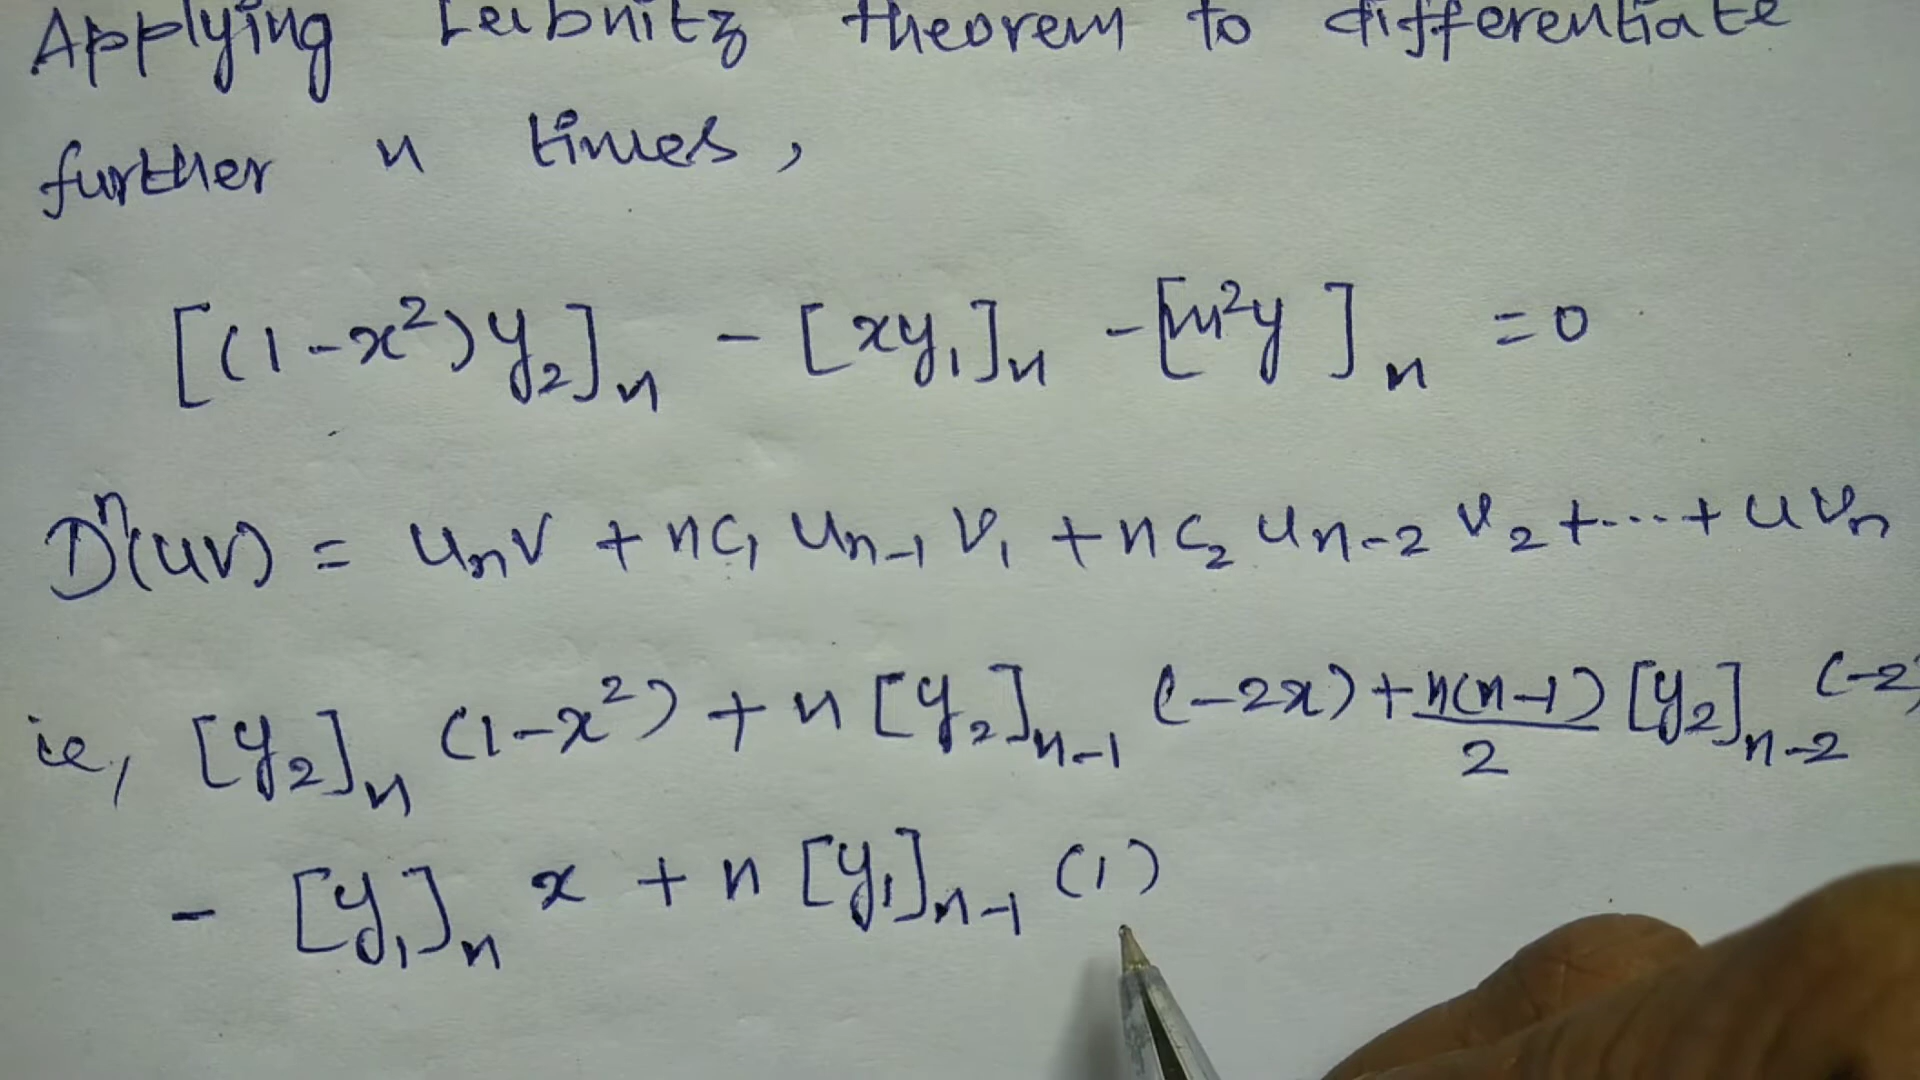 Applying Leibnitz theorem to differentiate
further n times,
[(1-x²)y₂]ₙ - [xy₁]ₙ - [m²y]ₙ = 0
Dⁿ(uv) = uₙv + nc₁ uₙ₋₁ v₁ + nc₂ uₙ₋₂ v₂ + ... + uvₙ
ie, [y₂]ₙ (1-x²) + n [y₂]ₙ₋₁ (-2x) + n(n-1)/2 [y₂]ₙ₋₂ (-2)
- [y₁]ₙ x + n [y₁]ₙ₋₁ (1)